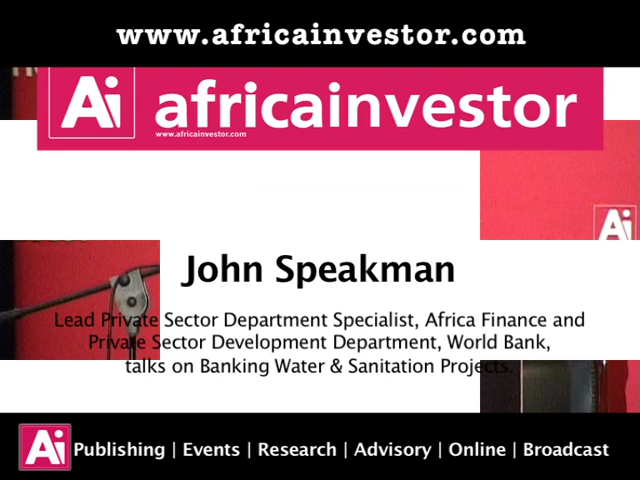 www.africainvestor.com
Ai africainvestor
www.africainvestor.com
Ai
John Speakman
Lead Private Sector Department Specialist, Africa Finance and
Private Sector Development Department, World Bank,
talks on Banking Water & Sanitation Projects.
Ai Publishing | Events | Research | Advisory | Online | Broadcast